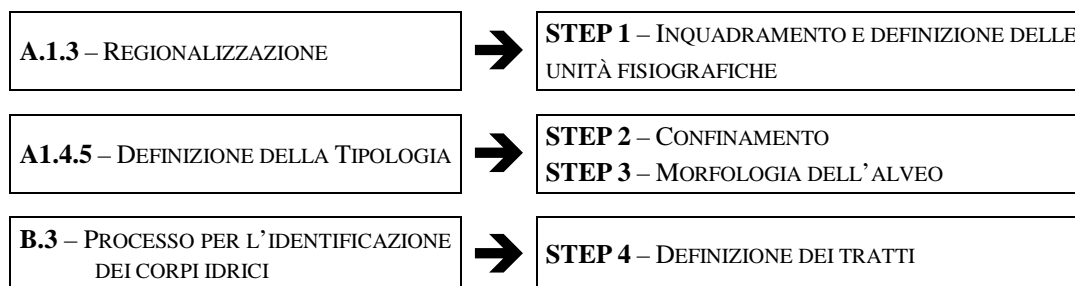 A.1.3 – REGIONALIZZAZIONE
STEP 1 – INQUADRAMENTO E DEFINIZIONE DELLE
UNITÀ FISIOGRAFICHE
A1.4.5 – DEFINIZIONE DELLA TIPOLOGIA
STEP 2 – CONFINAMENTO
STEP 3 – MORFOLOGIA DELL'ALVEO
B.3 – PROCESSO PER L'IDENTIFICAZIONE
DEI CORPI IDRICI
STEP 4 – DEFINIZIONE DEI TRATTI